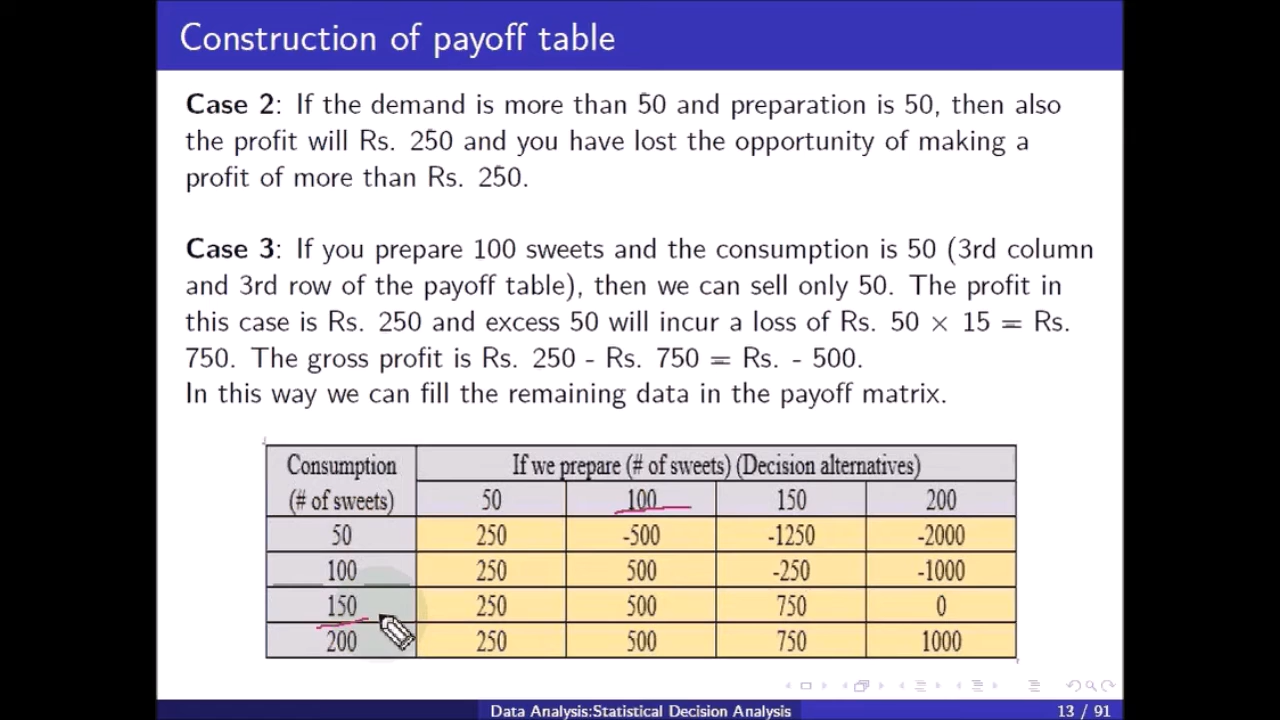 Construction of payoff table
Case 2: If the demand is more than 50 and preparation is 50, then also
the profit will Rs. 250 and you have lost the opportunity of making a
profit of more than Rs. 250.
Case 3: If you prepare 100 sweets and the consumption is 50 (3rd column
and 3rd row of the payoff table), then we can sell only 50. The profit in
this case is Rs. 250 and excess 50 will incur a loss of Rs. 50 × 15 = Rs.
750. The gross profit is Rs. 250 - Rs. 750 = Rs. - 500.
In this way we can fill the remaining data in the payoff matrix.
Consumption If we prepare (# of sweets) (Decision alternatives)
(# of sweets) 50 100 150 200
50 250 -500 -1250 -2000
100 250 500 -250 -1000
150 250 500 750 0
200 250 500 750 1000
Data Analysis:Statistical Decision Analysis 13 / 91